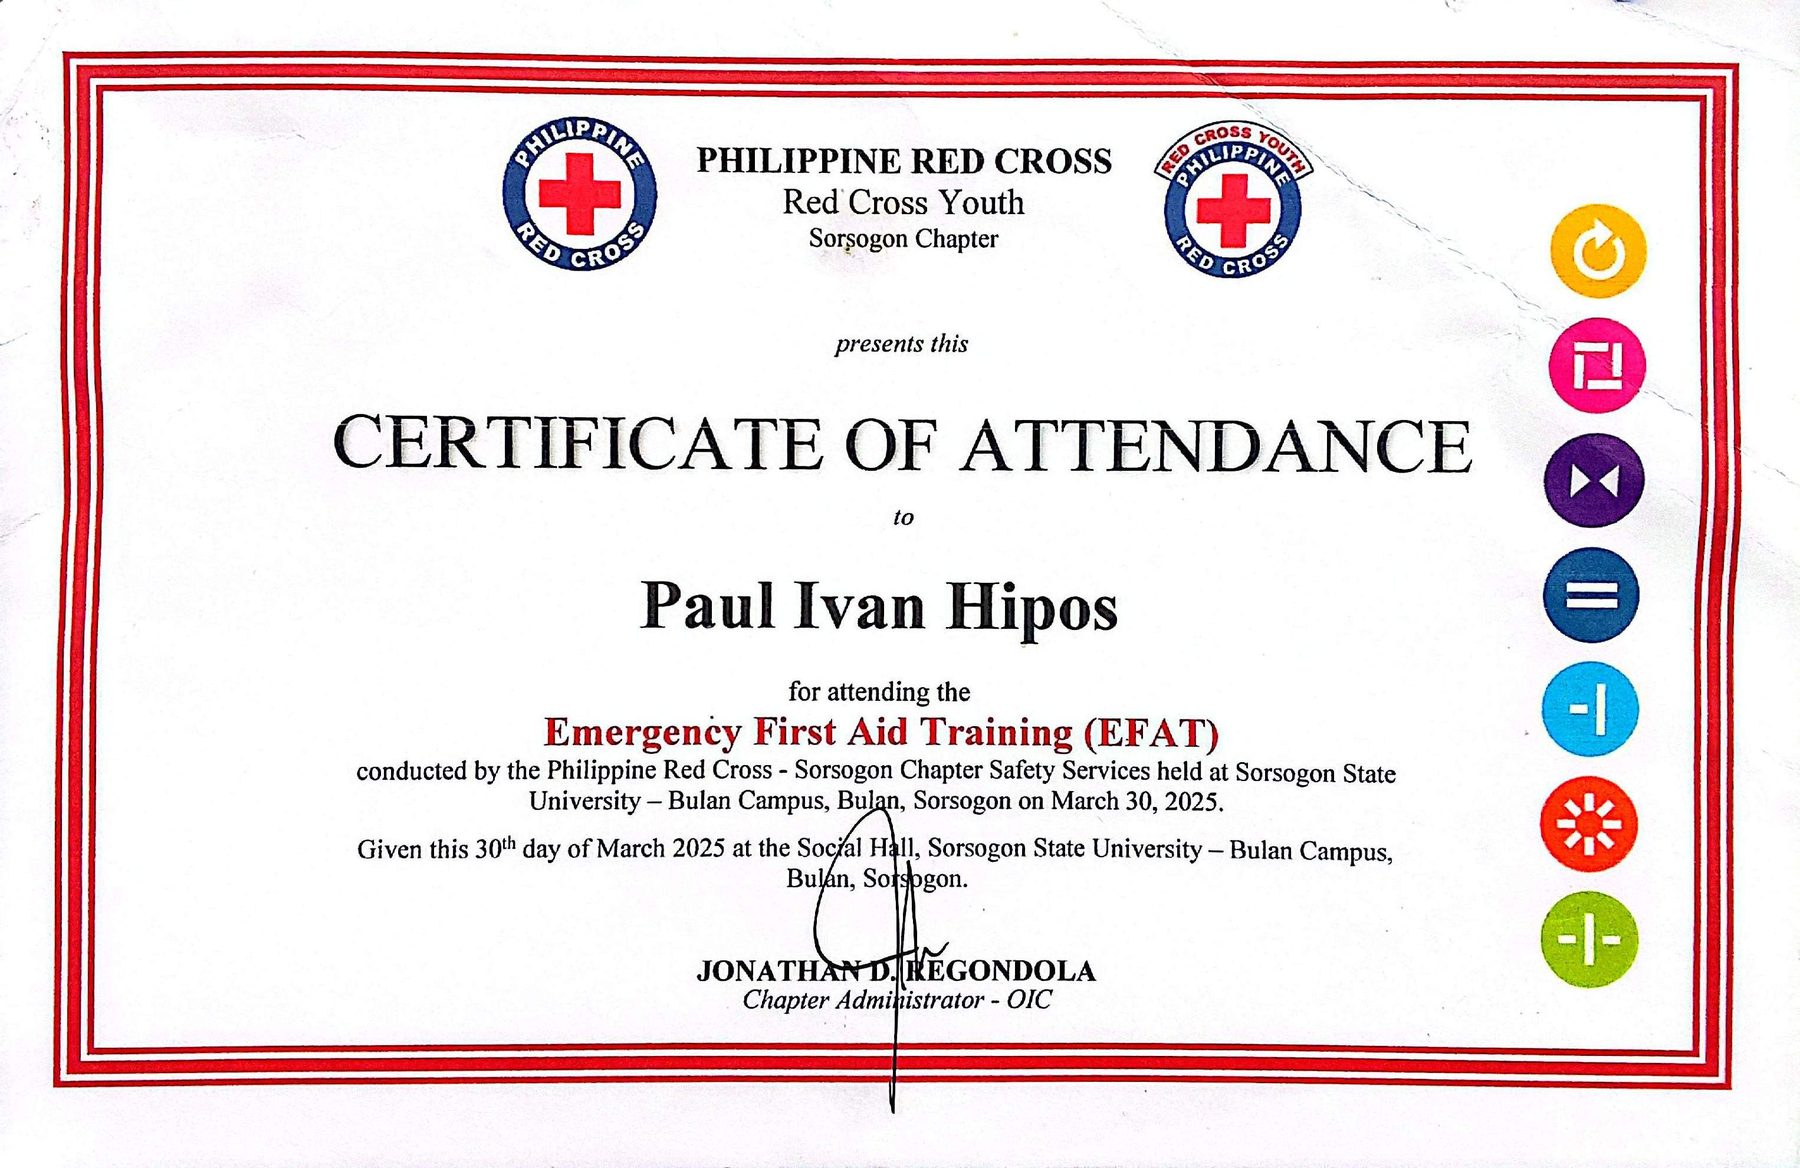 PHILIPPINE RED CROSS
PHILIPPINE RED CROSS
Red Cross Youth
Sorsogon Chapter
RED CROSS YOUTH
PHILIPPINE RED CROSS
presents this
CERTIFICATE OF ATTENDANCE
to
Paul Ivan Hipos
for attending the
Emergency First Aid Training (EFAT)
conducted by the Philippine Red Cross - Sorsogon Chapter Safety Services held at Sorsogon State
University – Bulan Campus, Bulan, Sorsogon on March 30, 2025.
Given this 30th day of March 2025 at the Social Hall, Sorsogon State University – Bulan Campus,
Bulan, Sorsogon.
JONATHAN D. REGONDOLA
Chapter Administrator - OIC